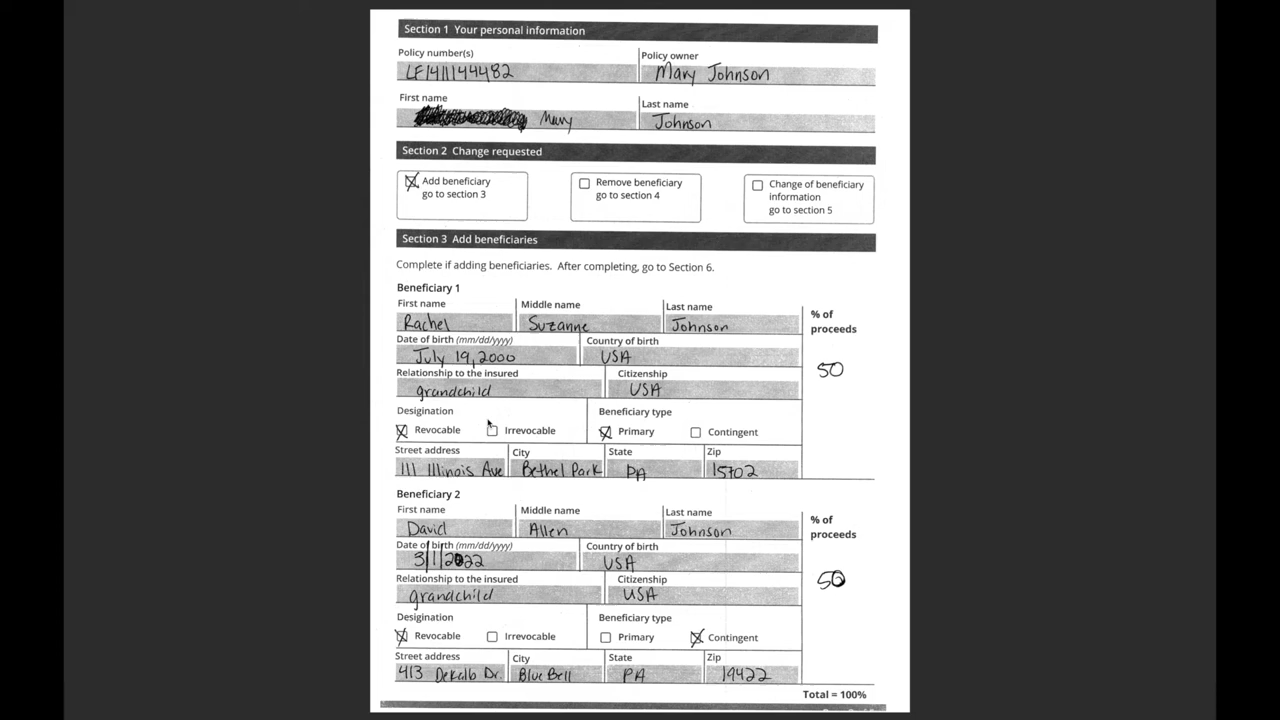 Section 1 Your personal information
Policy number(s) Policy owner
LF1411144482 Mary Johnson
First name Last name
Mary Johnson
Section 2 Change requested
Add beneficiary
go to section 3
Remove beneficiary
go to section 4
Change of beneficiary
information
go to section 5
Section 3 Add beneficiaries
Complete if adding beneficiaries. After completing, go to Section 6.
Beneficiary 1
First name Middle name Last name
Rachel Suzanne Johnson
% of
proceeds
50
Date of birth (mm/dd/yyyy) Country of birth
July 19, 2000 USA
Relationship to the insured Citizenship
grandchild USA
Designation Beneficiary type
Revocable Irrevocable Primary Contingent
Street address City State Zip
111 Illinois Ave Bethel Park PA 15702
Beneficiary 2
First name Middle name Last name
David Allen Johnson
% of
proceeds
50
Date of birth (mm/dd/yyyy) Country of birth
3/1/2022 USA
Relationship to the insured Citizenship
grandchild USA
Designation Beneficiary type
Revocable Irrevocable Primary Contingent
Street address City State Zip
413 Dekalb Dr. Blue Bell PA 19422
Total = 100%